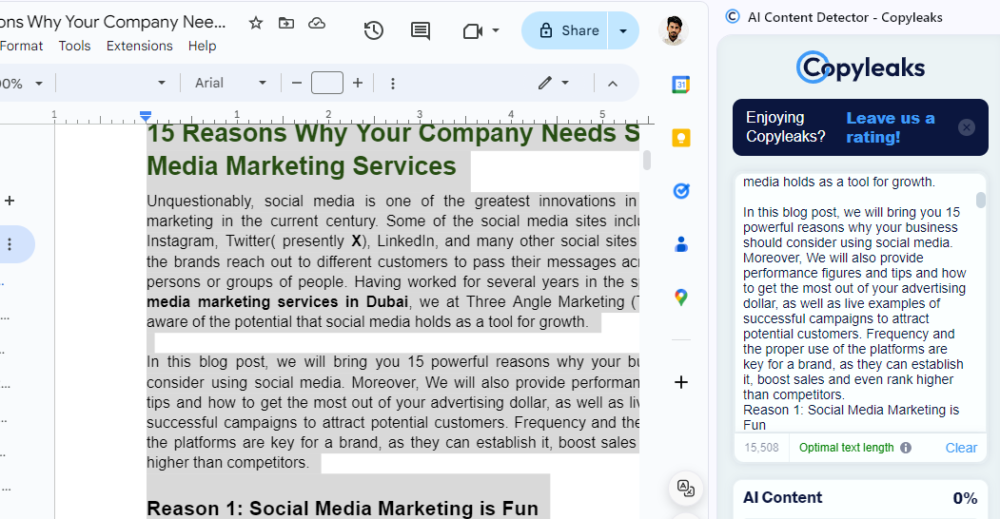 ons Why Your Company Nee...
Format Tools Extensions Help
Share
00%
Arial
1 1 2 3 4 5
15 Reasons Why Your Company Needs S
Media Marketing Services
Unquestionably, social media is one of the greatest innovations in
marketing in the current century. Some of the social media sites inclu
Instagram, Twitter( presently X), LinkedIn, and many other social sites
the brands reach out to different customers to pass their messages acr
persons or groups of people. Having worked for several years in the sp
media marketing services in Dubai, we at Three Angle Marketing (T
aware of the potential that social media holds as a tool for growth.
In this blog post, we will bring you 15 powerful reasons why your bu
consider using social media. Moreover, We will also provide performan
tips and how to get the most out of your advertising dollar, as well as liv
successful campaigns to attract potential customers. Frequency and the
the platforms are key for a brand, as they can establish it, boost sales
higher than competitors.
Reason 1: Social Media Marketing is Fun
31
AI Content Detector - Copyleaks
Copyleaks
Enjoying
Copyleaks?
Leave us a
rating!
media holds as a tool for growth.
In this blog post, we will bring you 15
powerful reasons why your business
should consider using social media.
Moreover, We will also provide
performance figures and tips and how
to get the most out of your advertising
dollar, as well as live examples of
successful campaigns to attract
potential customers. Frequency and
the proper use of the platforms are
key for a brand, as they can establish
it, boost sales and even rank higher
than competitors.
Reason 1: Social Media Marketing is
Fun
15,508 Optimal text length Clear
AI Content 0%